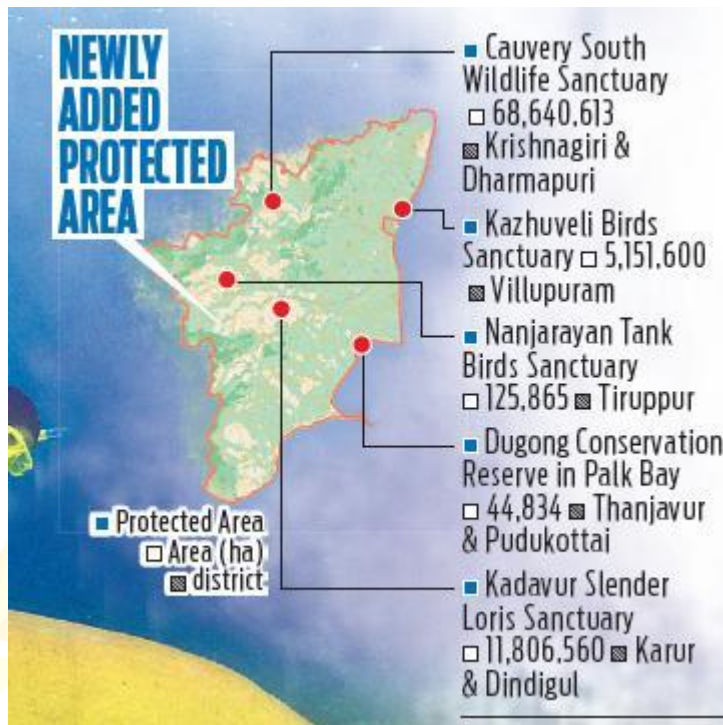 NEWLY
ADDED
PROTECTED
AREA
Cauvery South
Wildlife Sanctuary
68,640,613
Krishnagiri &
Dharmapuri
Kazhuveli Birds
Sanctuary 5,151,600
Villupuram
Nanjarayan Tank
Birds Sanctuary
125,865 Tiruppur
Dugong Conservation
Reserve in Palk Bay
44,834 Thanjavur
& Pudukottai
Kadavur Slender
Loris Sanctuary
11,806,560 Karur
& Dindigul
Protected Area
Area (ha)
district